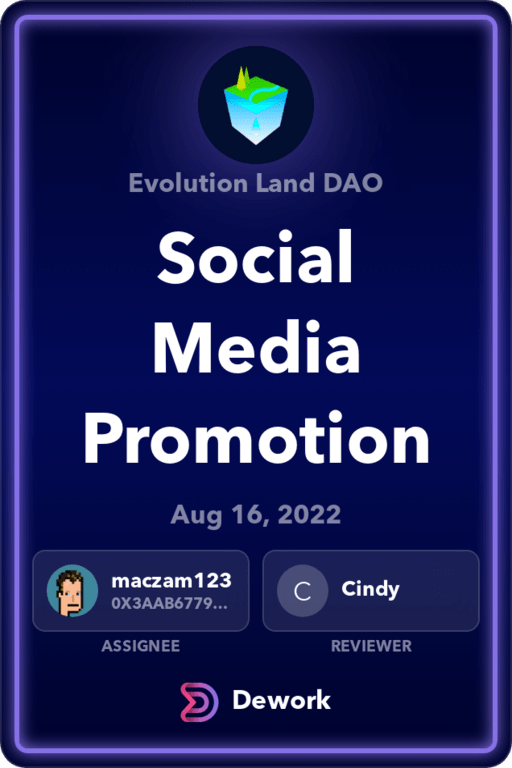 Evolution Land DAO
Social
Media
Promotion
Aug 16, 2022
maczam123
0X3AAB6779...
ASSIGNEE
C
Cindy
REVIEWER
Dework